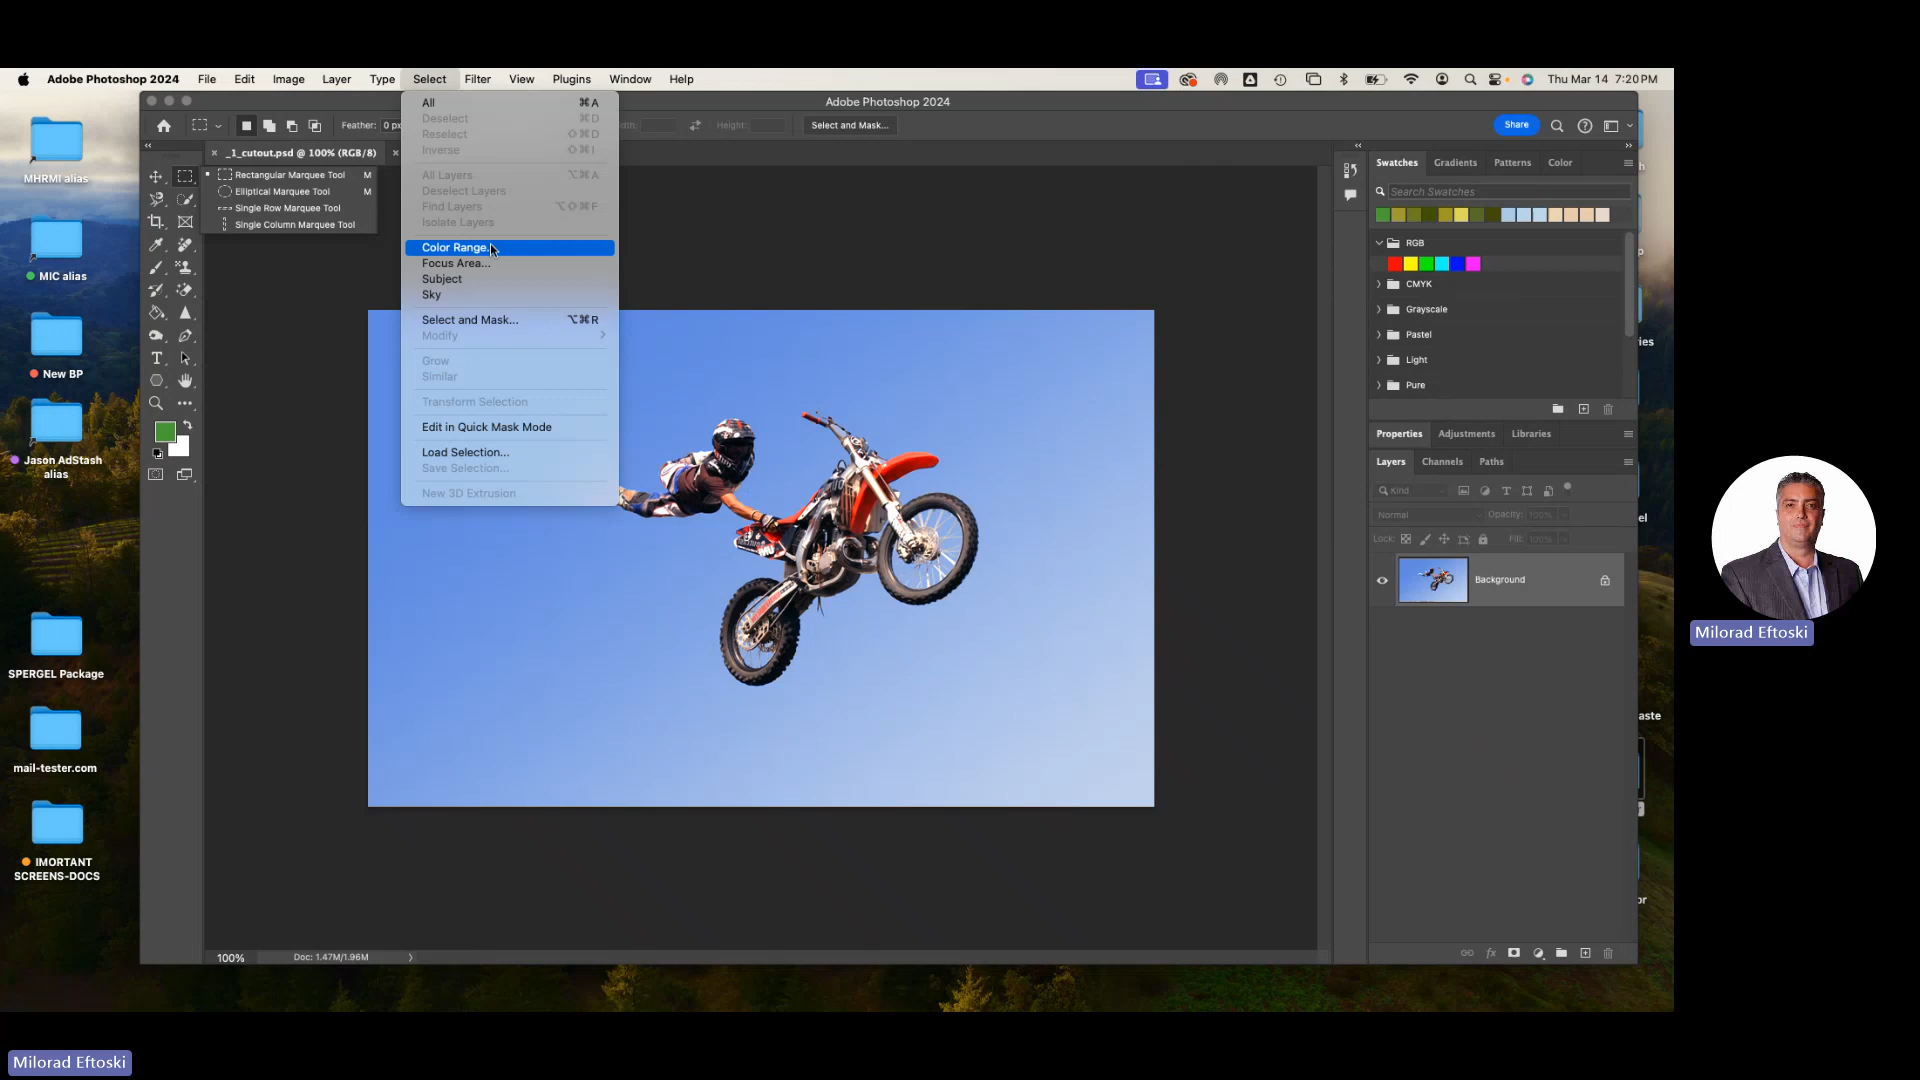 Adobe Photoshop 2024 File Edit Image Layer Type Select Filter View Plugins Window Help Thu Mar 14 7:20 PM
Adobe Photoshop 2024
Feather: 0 px
Height:
Select and Mask...
Share
_1_cutout.psd @ 100% (RGB/8)
Rectangular Marquee Tool M
Elliptical Marquee Tool M
Single Row Marquee Tool
Single Column Marquee Tool
All ⌘A
Deselect ⌘D
Reselect ⇧⌘D
Inverse ⇧⌘I
All Layers ⌥⌘A
Deselect Layers
Find Layers ⌥⇧⌘F
Isolate Layers
Color Range...
Focus Area...
Subject
Sky
Select and Mask... ⌥⌘R
Modify
Grow
Similar
Transform Selection
Edit in Quick Mask Mode
Load Selection...
Save Selection...
New 3D Extrusion
Swatches Gradients Patterns Color
Search Swatches
RGB
CMYK
Grayscale
Pastel
Light
Pure
Properties Adjustments Libraries
Layers Channels Paths
Kind
Normal Opacity: 100%
Lock: Fill: 100%
Background
100% Doc: 1.47M/1.96M
MHRMI alias
MIC alias
New BP
Jason AdStash
alias
SPERGEL Package
mail-tester.com
IMORTANT
SCREENS-DOCS
Milorad Eftoski
Milorad Eftoski